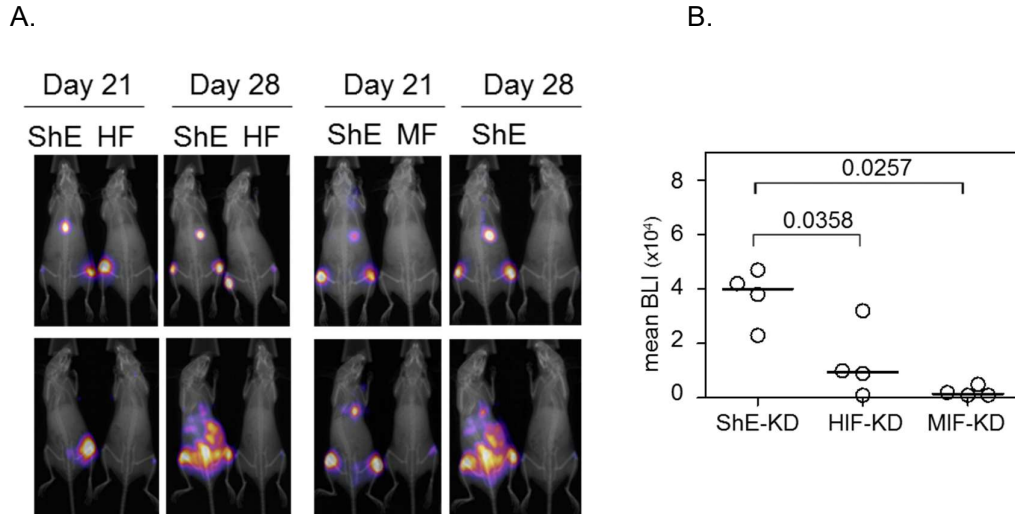 A.
Day 21 Day 28 Day 21 Day 28
ShE HF ShE HF ShE MF ShE
B.
mean BLI (x10⁴)
8
6
4
2
0
0.0257
0.0358
ShE-KD HIF-KD MIF-KD